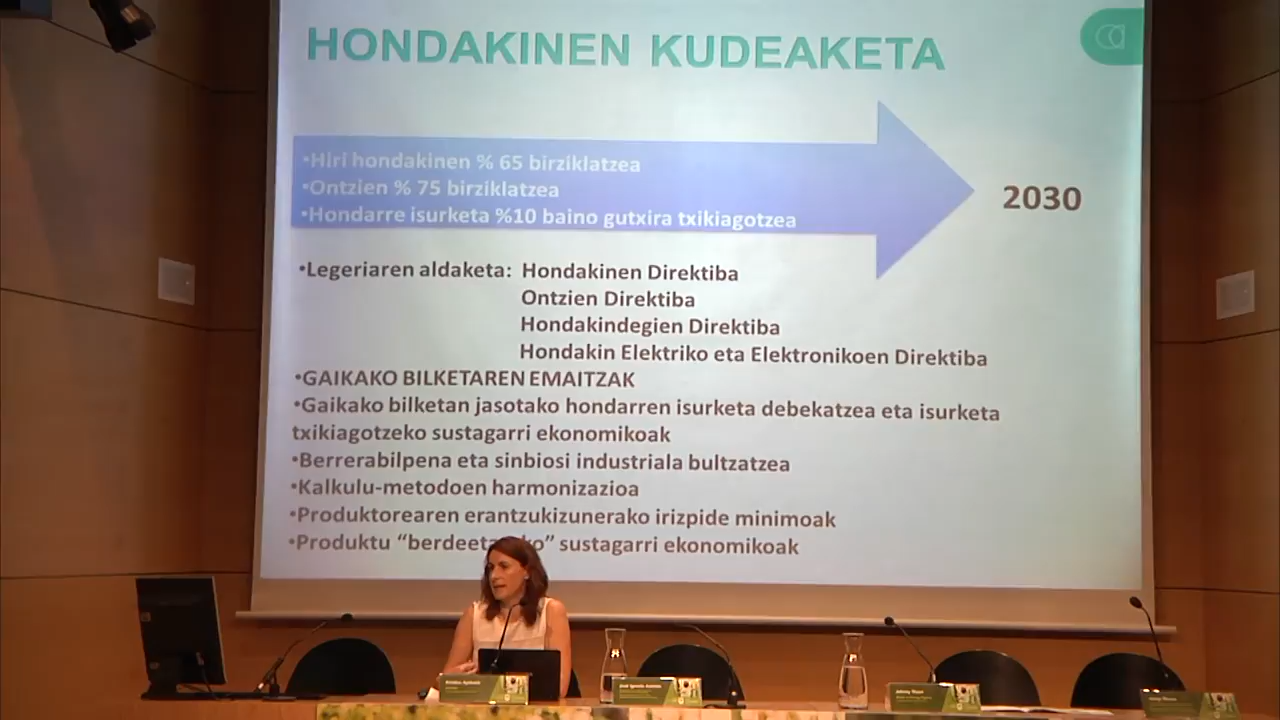 HONDAKINEN KUDEAKETA
•Hiri hondakinen % 65 birziklatzea
•Ontzien % 75 birziklatzea
•Hondarre isurketa %10 baino gutxira txikiagotzea
2030
•Legeriaren aldaketa: Hondakinen Direktiba
Ontzien Direktiba
Hondakindegien Direktiba
Hondakin Elektriko eta Elektronikoen Direktiba
•GAIKAKO BILKETAREN EMAITZAK
•Gaikako bilketan jasotako hondarren isurketa debekatzea eta isurketa
txikiagotzeko sustagarri ekonomikoak
•Berrerabilpena eta sinbiosi industriala bultzatzea
•Kalkulu-metodoen harmonizazioa
•Produktorearen erantzukizunerako irizpide minimoak
•Produktu sustagarri ekonomikoak